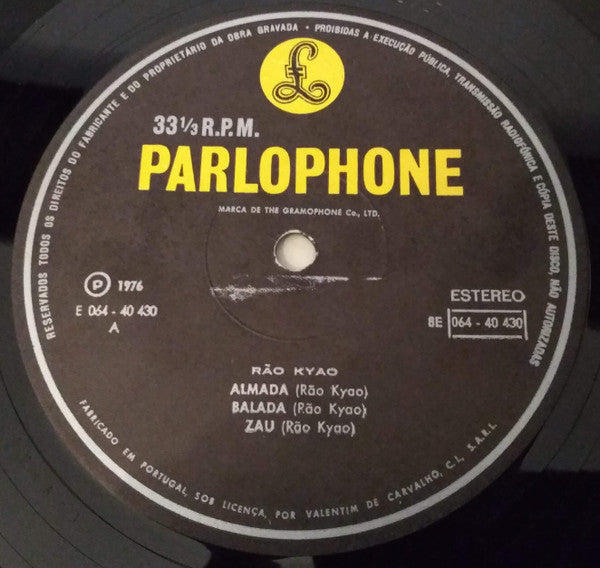 RESERVADOS TODOS OS DIREITOS DO FABRICANTE E DO PROPRIETÁRIO DA OBRA GRAVADA • PROIBIDAS A EXECUÇÃO PÚBLICA, TRANSMISSÃO RADIOFÓNICA E CÓPIA DESTE DISCO, NÃO AUTORIZADAS
£
33 1/3 R.P.M.
PARLOPHONE
MARCA DE THE GRAMOPHONE Co., LTD.
Ⓟ 1976
E 064 - 40 430
A
ESTEREO
8E 064 - 40 430
RÃO KYAO
ALMADA (Rão Kyao)
BALADA (Rão Kyao)
ZAU (Rão Kyao)
FABRICADO EM PORTUGAL, SOB LICENÇA, POR VALENTIM DE CARVALHO, C.I., S.A.R.L.